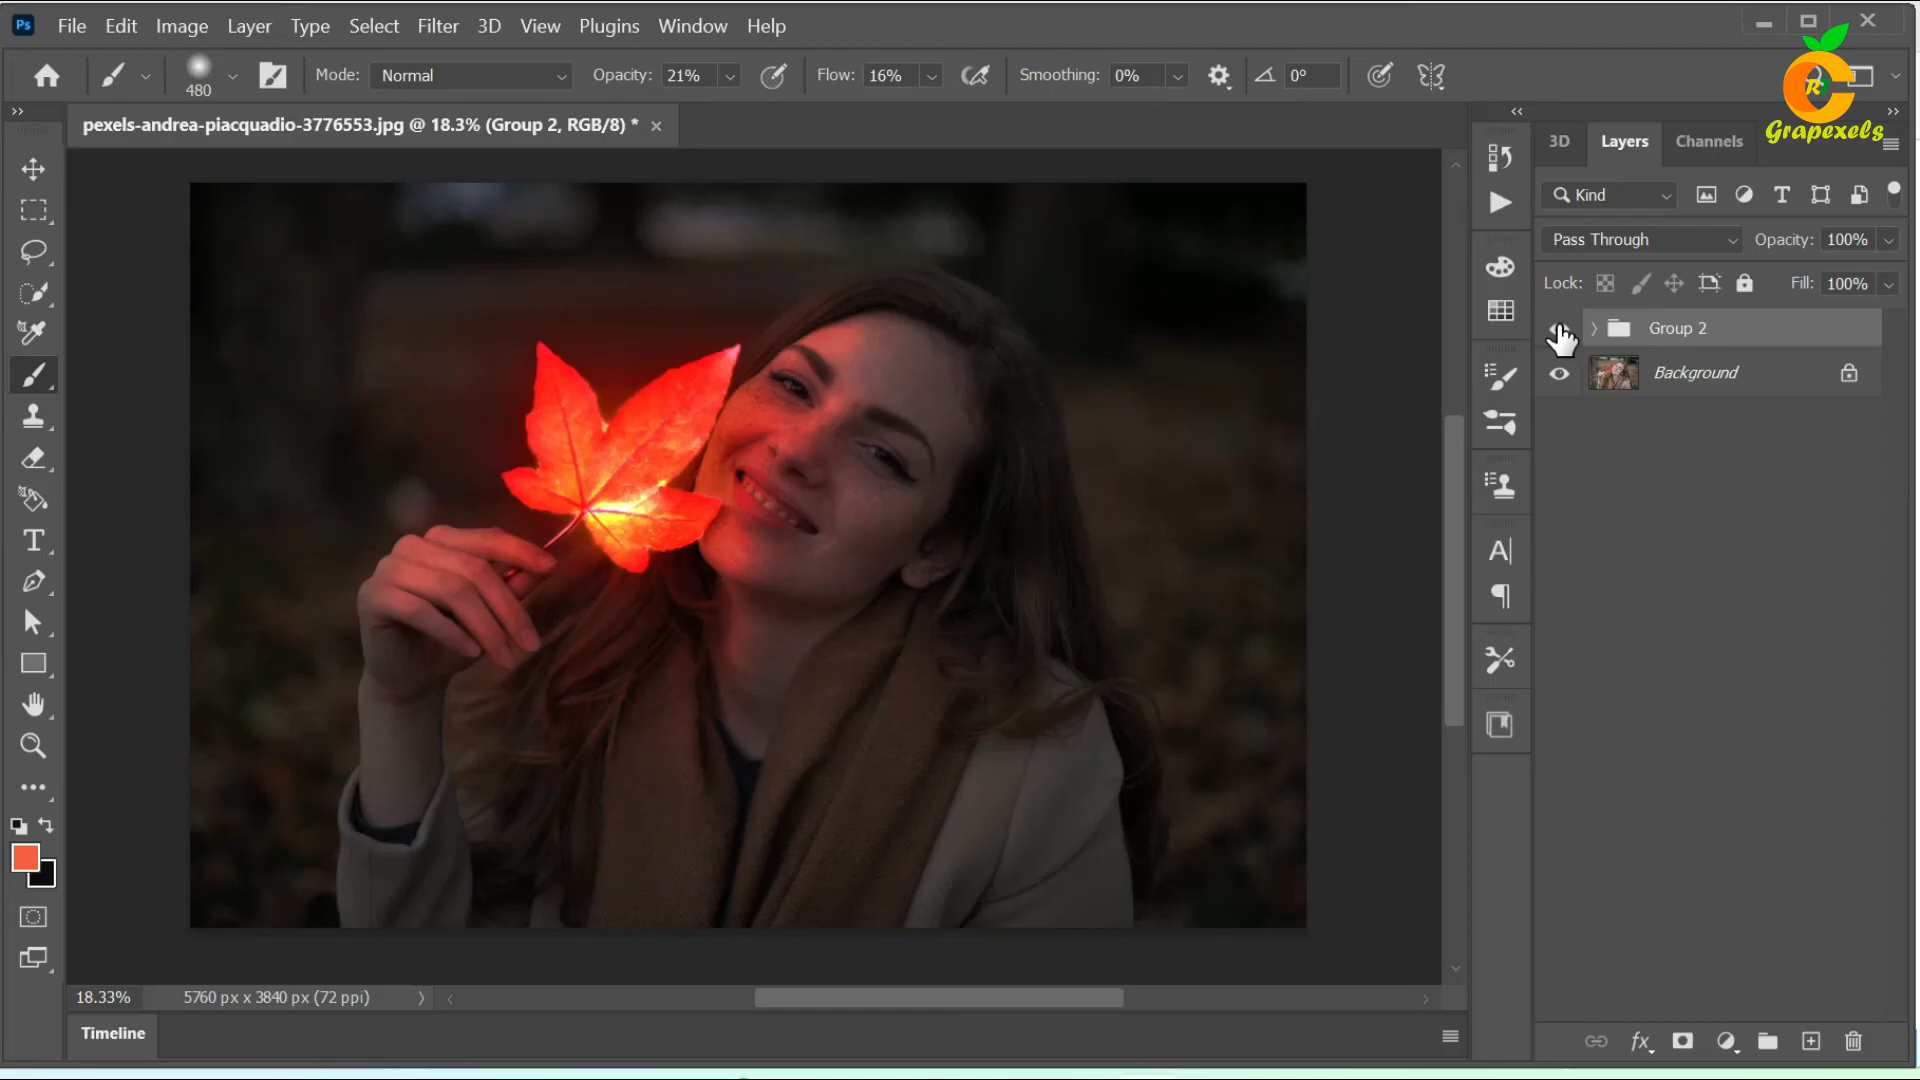 Ps File Edit Image Layer Type Select Filter 3D View Plugins Window Help
480 Mode: Normal Opacity: 21% Flow: 16% Smoothing: 0% 0°
RT
Grapexels
pexels-andrea-piacquadio-3776553.jpg @ 18.3% (Group 2, RGB/8) *
3D Layers Channels
Kind
Pass Through Opacity: 100%
Lock: Fill: 100%
Group 2
Background
18.33% 5760 px x 3840 px (72 ppi)
Timeline